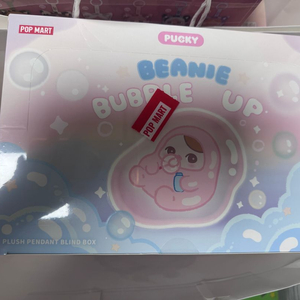 POP MART
PUCKY
BEANIE
BUBBLE UP
POP MART
PLUSH PENDANT BLIND BOX